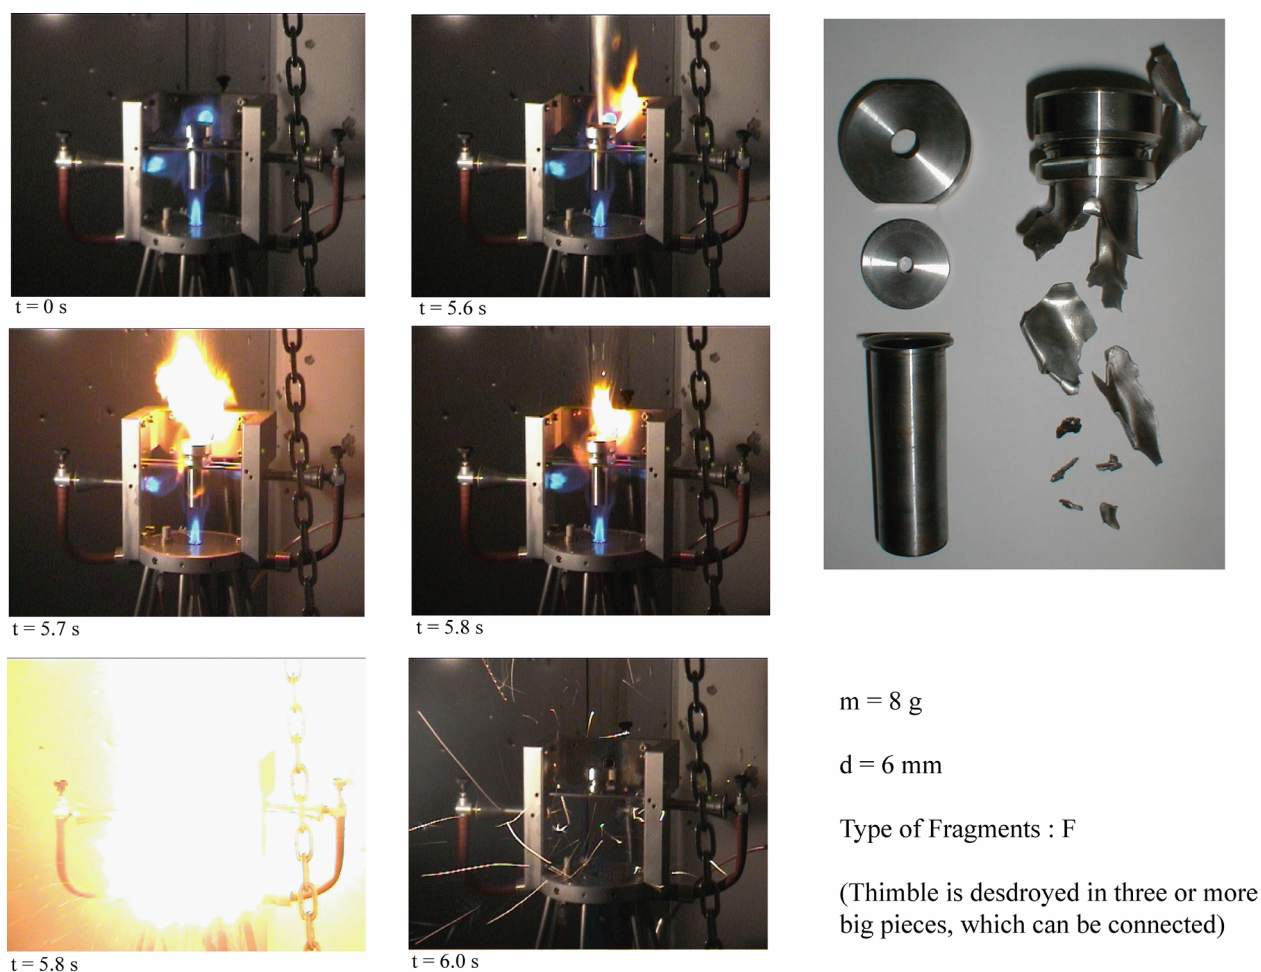 t = 0 s
t = 5.6 s
t = 5.7 s
t = 5.8 s
t = 5.8 s
t = 6.0 s
m = 8 g
d = 6 mm
Type of Fragments : F
(Thimble is desdroyed in three or more
big pieces, which can be connected)